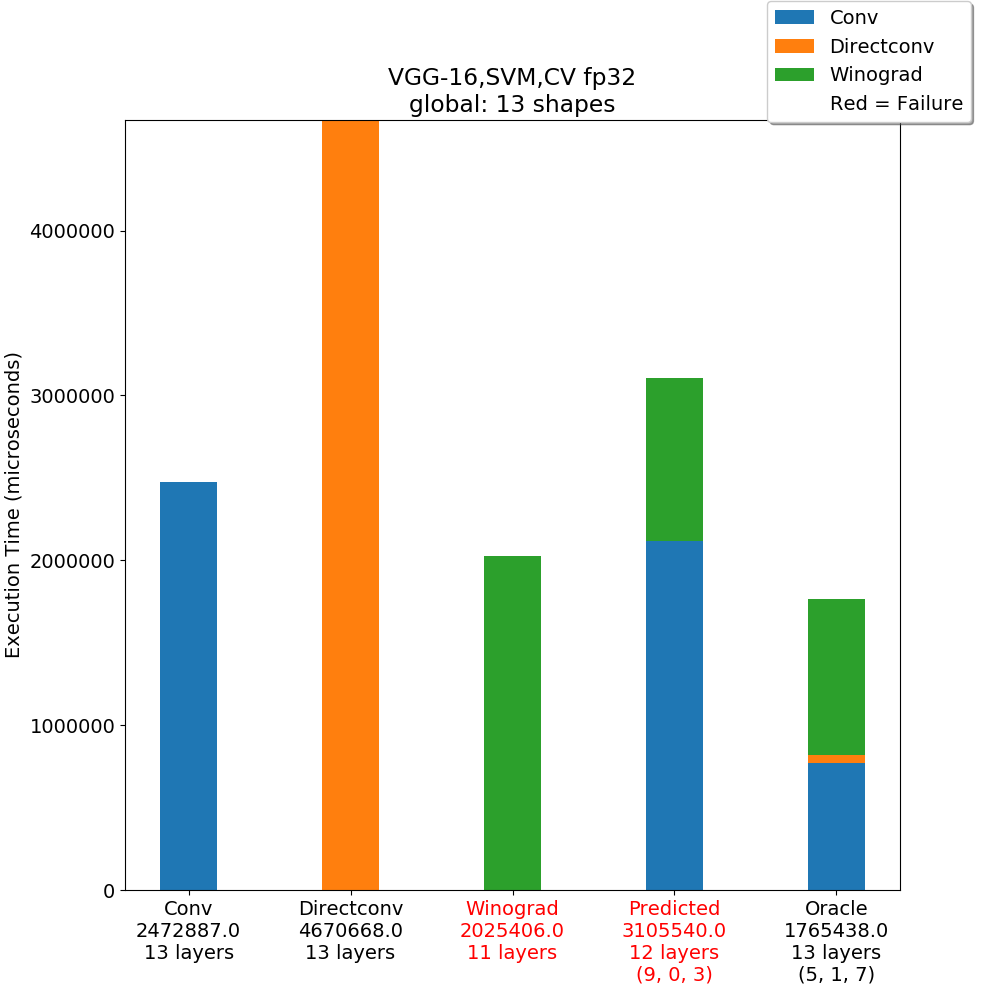 Conv
Directconv
Winograd
Red = Failure
VGG-16,SVM,CV fp32
global: 13 shapes
Execution Time (microseconds)
4000000
3000000
2000000
1000000
0
Conv
2472887.0
13 layers
Directconv
4670668.0
13 layers
Winograd
2025406.0
11 layers
Predicted
3105540.0
12 layers
(9, 0, 3)
Oracle
1765438.0
13 layers
(5, 1, 7)